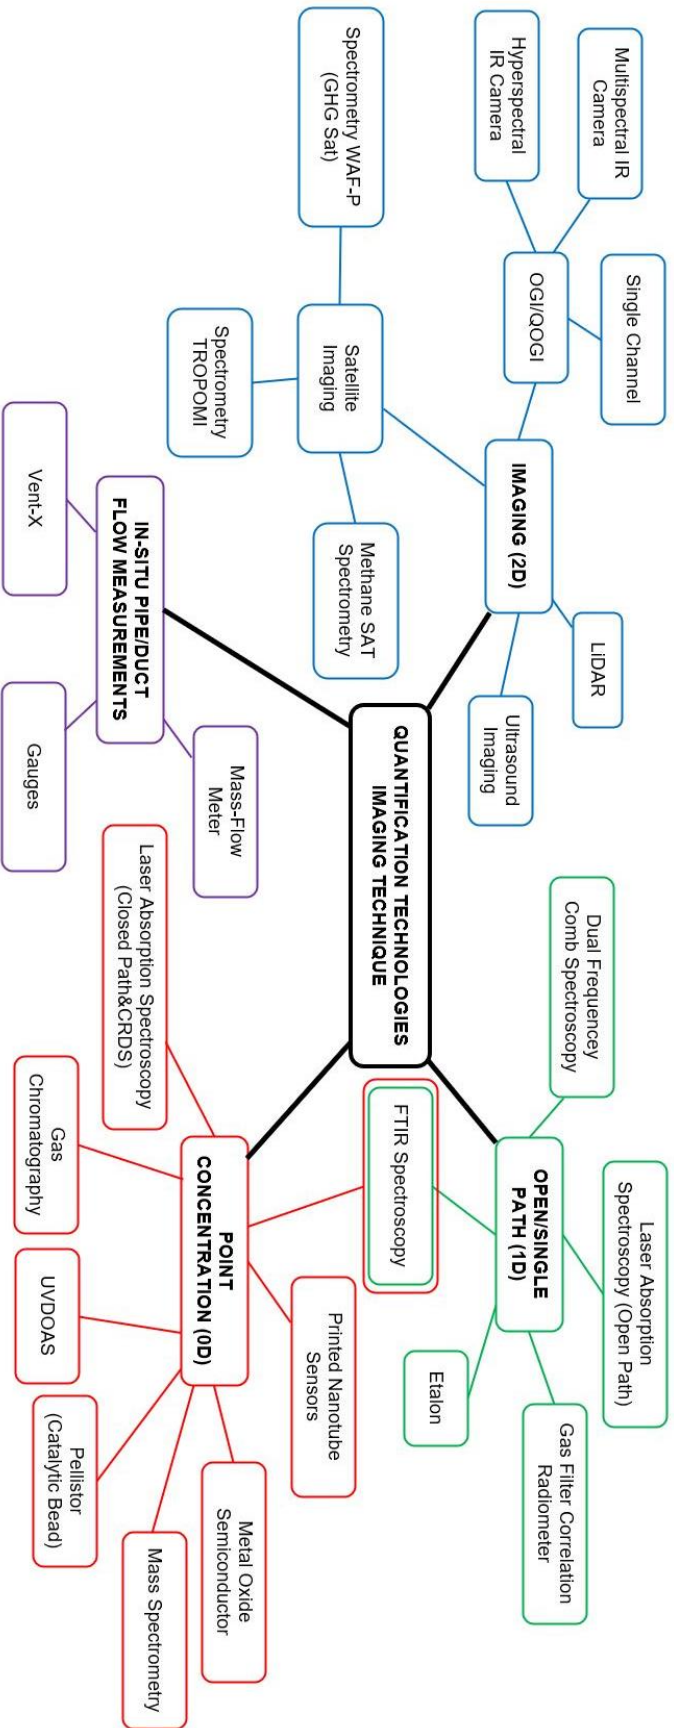 Multispectral IR
Camera
Hyperspectral
IR Camera
Single Channel
OGI/QOGI
IMAGING (2D)
LiDAR
Ultrasound
Imaging
Spectrometry WAF-P
(GHG Sat)
Satellite
Imaging
Spectrometry
TROPOMI
Methane SAT
Spectrometry
QUANTIFICATION TECHNOLOGIES
IMAGING TECHNIQUE
Dual Frequencey
Comb Spectroscopy
Laser Absorption
Spectroscopy (Open Path)
OPEN/SINGLE
PATH (1D)
Gas Filter Correlation
Radiometer
Etalon
FTIR Spectroscopy
IN-SITU PIPE/DUCT
FLOW MEASUREMENTS
Vent-X
Gauges
Mass-Flow
Meter
POINT
CONCENTRATION (0D)
Laser Absorption Spectroscopy
(Closed Path&CRDS)
Printed Nanotube
Sensors
Gas
Chromatography
UVDOAS
Pellistor
(Catalytic Bead)
Metal Oxide
Semiconductor
Mass Spectrometry